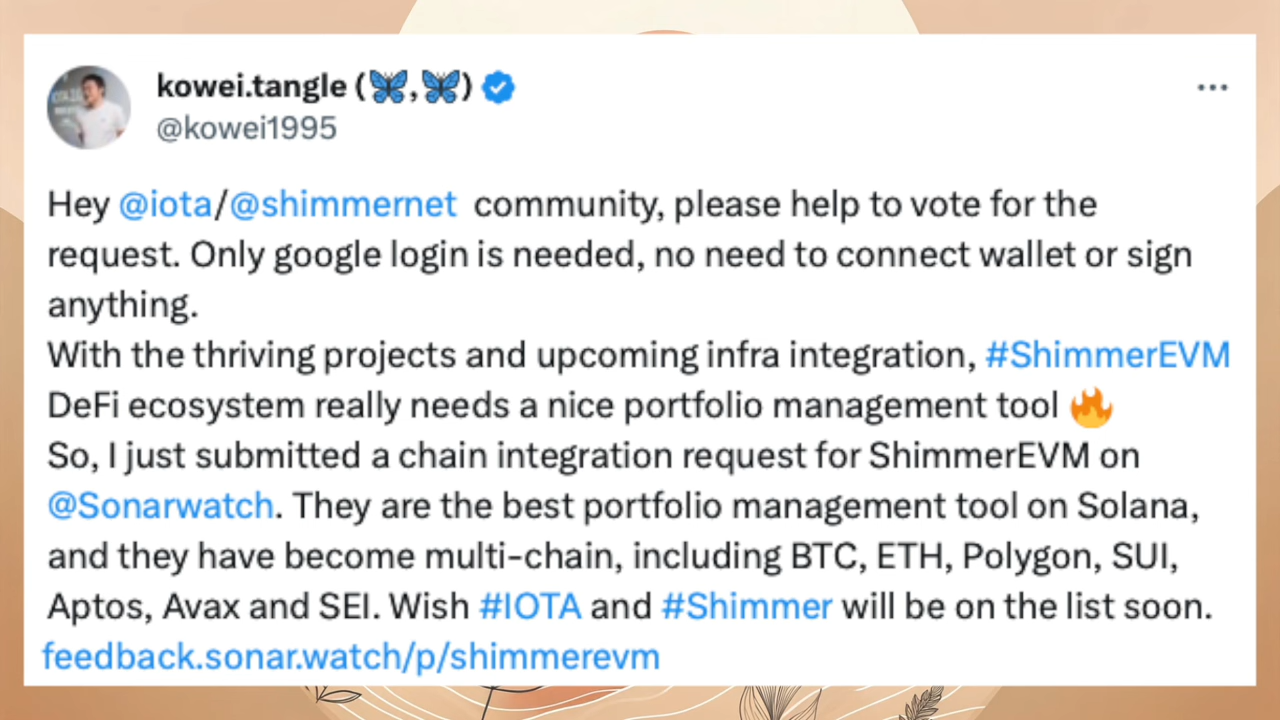 kowei.tangle (🦋,🦋)
@kowei1995
Hey @iota/@shimmernet community, please help to vote for the
request. Only google login is needed, no need to connect wallet or sign
anything.
With the thriving projects and upcoming infra integration, #ShimmerEVM
DeFi ecosystem really needs a nice portfolio management tool 🔥
So, I just submitted a chain integration request for ShimmerEVM on
@Sonarwatch. They are the best portfolio management tool on Solana,
and they have become multi-chain, including BTC, ETH, Polygon, SUI,
Aptos, Avax and SEI. Wish #IOTA and #Shimmer will be on the list soon.
feedback.sonar.watch/p/shimmerevm